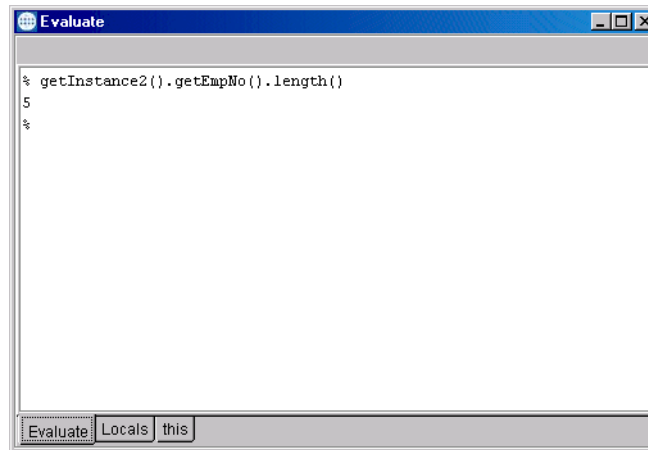 Evaluate
% getInstance2().getEmpNo().length()
5
%
Evaluate Locals this